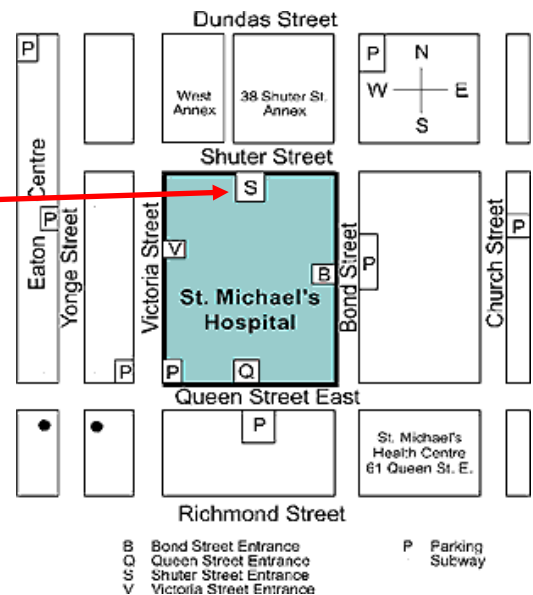 Dundas Street
P
P
N
W E
S
West
Annex
38 Shuter St.
Annex
Shuter Street
Eaton Centre
P
Yonge Street
Victoria Street
S
V
B
St. Michael's
Hospital
Bond Street
P
Church Street
P
P
P
Q
Queen Street East
P
St. Michael's
Health Centre
61 Queen St. E.
Richmond Street
B Bond Street Entrance
Q Queen Street Entrance
S Shuter Street Entrance
V Victoria Street Entrance
P Parking
Subway